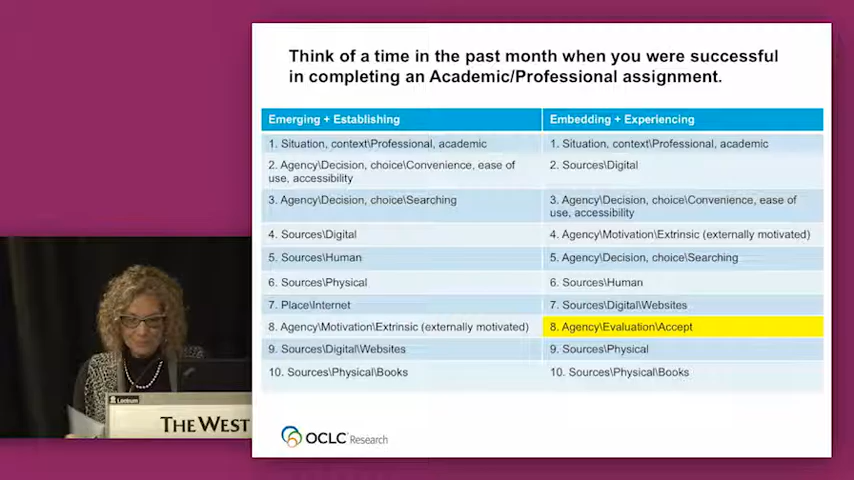 Think of a time in the past month when you were successful
in completing an Academic/Professional assignment.
Emerging + Establishing
Embedding + Experiencing
1. Situation, context\Professional, academic
1. Situation, context\Professional, academic
2. Agency\Decision, choice\Convenience, ease of
use, accessibility
2. Sources\Digital
3. Agency\Decision, choice\Searching
3. Agency\Decision, choice\Convenience, ease of
use, accessibility
4. Sources\Digital
4. Agency\Motivation\Extrinsic (externally motivated)
5. Sources\Human
5. Agency\Decision, choice\Searching
6. Sources\Physical
6. Sources\Human
7. Place\Internet
7. Sources\Digital\Websites
8. Agency\Motivation\Extrinsic (externally motivated)
8. Agency\Evaluation\Accept
9. Sources\Digital\Websites
9. Sources\Physical
10. Sources\Physical\Books
10. Sources\Physical\Books
OCLC Research
THE WEST